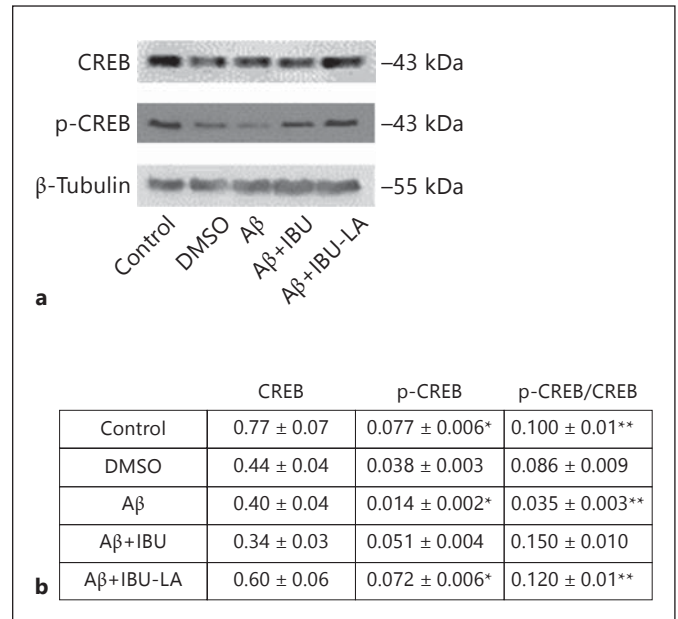 CREB –43 kDa
p-CREB –43 kDa
β-Tubulin –55 kDa
Control DMSO Aβ Aβ+IBU Aβ+IBU-LA
a
CREB p-CREB p-CREB/CREB
Control 0.77 ± 0.07 0.077 ± 0.006* 0.100 ± 0.01**
DMSO 0.44 ± 0.04 0.038 ± 0.003 0.086 ± 0.009
Aβ 0.40 ± 0.04 0.014 ± 0.002* 0.035 ± 0.003**
Aβ+IBU 0.34 ± 0.03 0.051 ± 0.004 0.150 ± 0.010
b Aβ+IBU-LA 0.60 ± 0.06 0.072 ± 0.006* 0.120 ± 0.01**